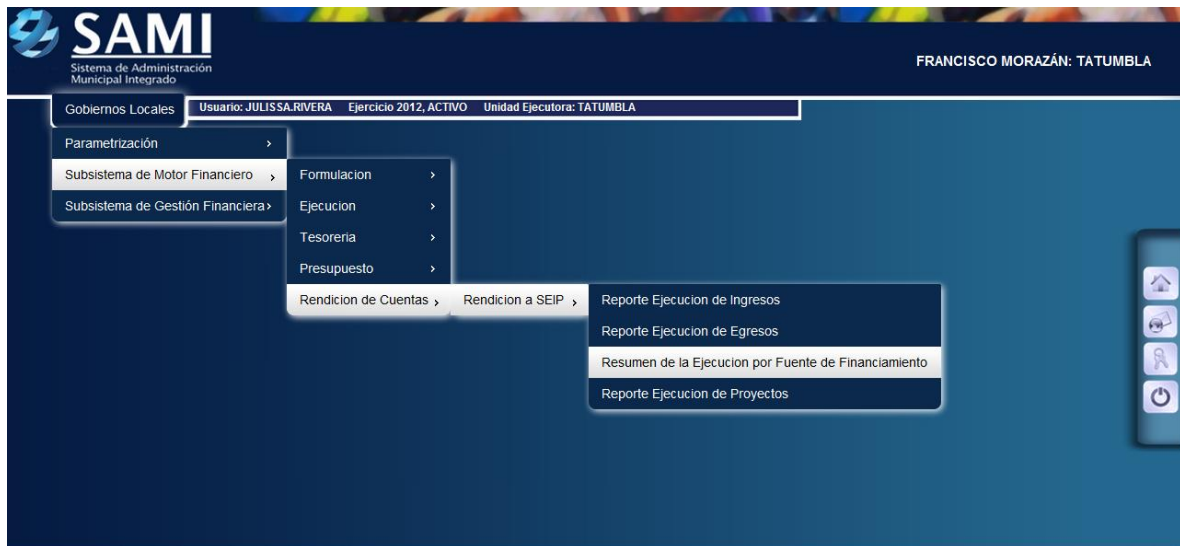 SAMI
Sistema de Administración
Municipal Integrado
FRANCISCO MORAZÁN: TATUMBLA
Gobiernos Locales
Usuario: JULISSA.RIVERA Ejercicio 2012, ACTIVO Unidad Ejecutora: TATUMBLA
Parametrización ›
Subsistema de Motor Financiero ›
Subsistema de Gestión Financiera ›
Formulacion ›
Ejecucion ›
Tesoreria ›
Presupuesto ›
Rendicion de Cuentas ›
Rendicion a SEIP ›
Reporte Ejecucion de Ingresos
Reporte Ejecucion de Egresos
Resumen de la Ejecucion por Fuente de Financiamiento
Reporte Ejecucion de Proyectos